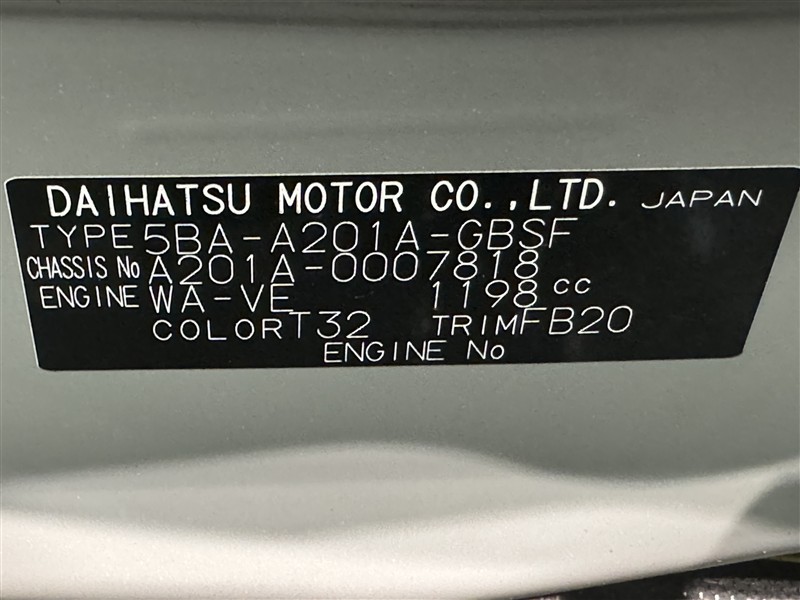 DAIHATSU MOTOR CO.,LTD. JAPAN
TYPE 5BA-A201A-GBSF
CHASSIS No A201A-0007818
ENGINE WA-VE 1198 cc
COLOR T32 TRIM FB20
ENGINE No